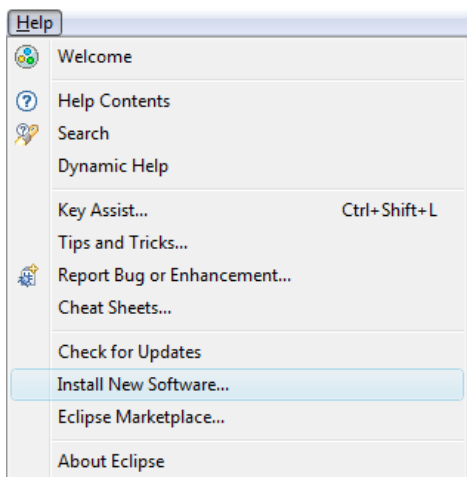 Help
Welcome
Help Contents
Search
Dynamic Help
Key Assist... Ctrl+Shift+L
Tips and Tricks...
Report Bug or Enhancement...
Cheat Sheets...
Check for Updates
Install New Software...
Eclipse Marketplace...
About Eclipse